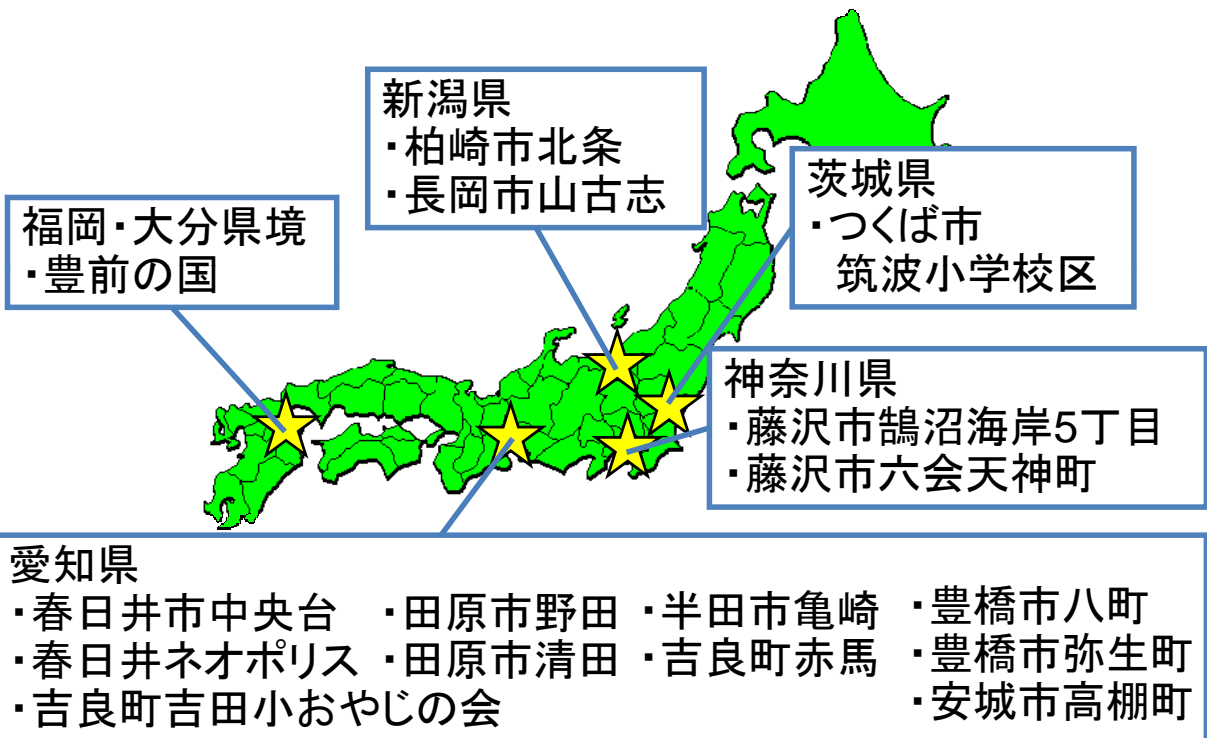 新潟県
・柏崎市北条
・長岡市山古志
茨城県
・つくば市
筑波小学校区
福岡・大分県境
・豊前の国
神奈川県
・藤沢市鵠沼海岸5丁目
・藤沢市六会天神町
愛知県
・春日井市中央台 ・田原市野田 ・半田市亀崎 ・豊橋市八町
・春日井ネオポリス ・田原市清田 ・吉良町赤馬 ・豊橋市弥生町
・吉良町吉田小おやじの会 ・安城市高棚町